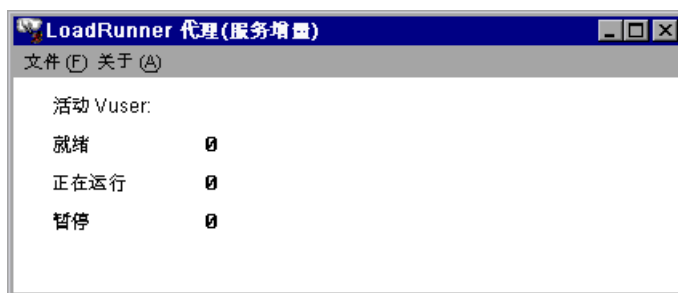 LoadRunner 代理(服务增量)
文件(F) 关于(A)
活动 Vuser:
就绪 0
正在运行 0
暂停 0